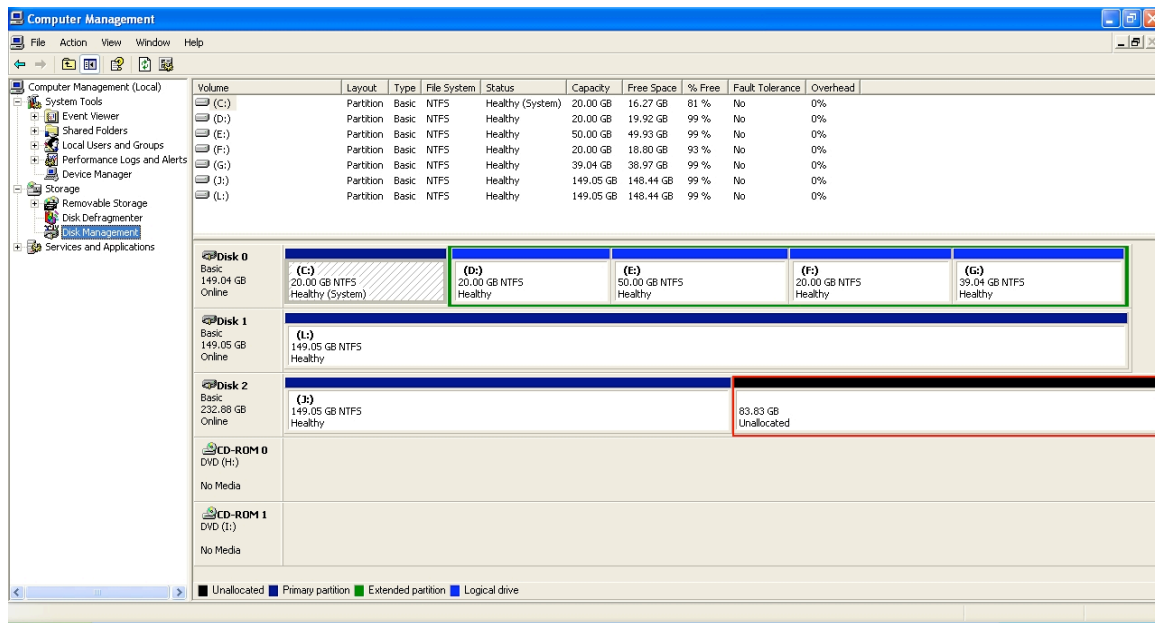 Computer Management
File Action View Window Help
Computer Management (Local)
System Tools
Event Viewer
Shared Folders
Local Users and Groups
Performance Logs and Alerts
Device Manager
Storage
Removable Storage
Disk Defragmenter
Disk Management
Services and Applications
Volume Layout Type File System Status Capacity Free Space % Free Fault Tolerance Overhead
(C:) Partition Basic NTFS Healthy (System) 20.00 GB 16.27 GB 81 % No 0%
(D:) Partition Basic NTFS Healthy 20.00 GB 19.92 GB 99 % No 0%
(E:) Partition Basic NTFS Healthy 50.00 GB 49.93 GB 99 % No 0%
(F:) Partition Basic NTFS Healthy 20.00 GB 18.80 GB 93 % No 0%
(G:) Partition Basic NTFS Healthy 39.04 GB 38.97 GB 99 % No 0%
(J:) Partition Basic NTFS Healthy 149.05 GB 148.44 GB 99 % No 0%
(L:) Partition Basic NTFS Healthy 149.05 GB 148.44 GB 99 % No 0%
Disk 0
Basic
149.04 GB
Online
(C:)
20.00 GB NTFS
Healthy (System)
(D:)
20.00 GB NTFS
Healthy
(E:)
50.00 GB NTFS
Healthy
(F:)
20.00 GB NTFS
Healthy
(G:)
39.04 GB NTFS
Healthy
Disk 1
Basic
149.05 GB
Online
(L:)
149.05 GB NTFS
Healthy
Disk 2
Basic
232.88 GB
Online
(J:)
149.05 GB NTFS
Healthy
83.83 GB
Unallocated
CD-ROM 0
DVD (H:)
No Media
CD-ROM 1
DVD (I:)
No Media
Unallocated Primary partition Extended partition Logical drive